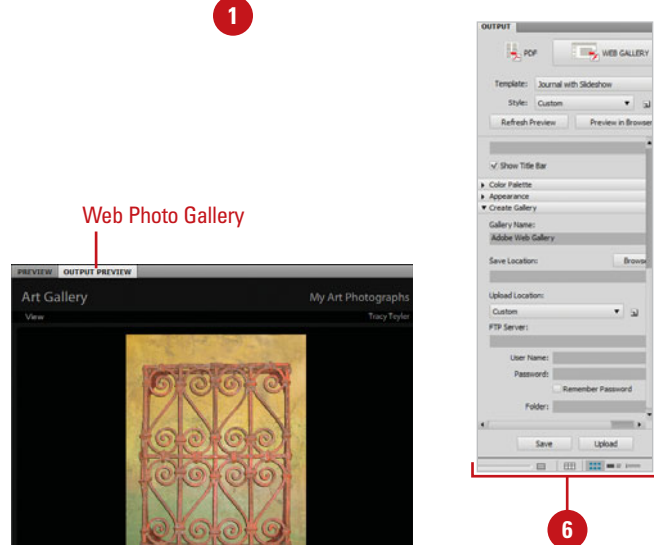 1
Web Photo Gallery
PREVIEW OUTPUT PREVIEW
Art Gallery My Art Photographs
View Tracy Teyler
OUTPUT
PDF WEB GALLERY
Template: Journal with Slideshow
Style: Custom
Refresh Preview Preview in Browser
Show Title Bar
Color Palette
Appearance
Create Gallery
Gallery Name:
Adobe Web Gallery
Save Location: Browse
Upload Location:
Custom
FTP Server:
User Name:
Password:
Remember Password
Folder:
Save Upload
6